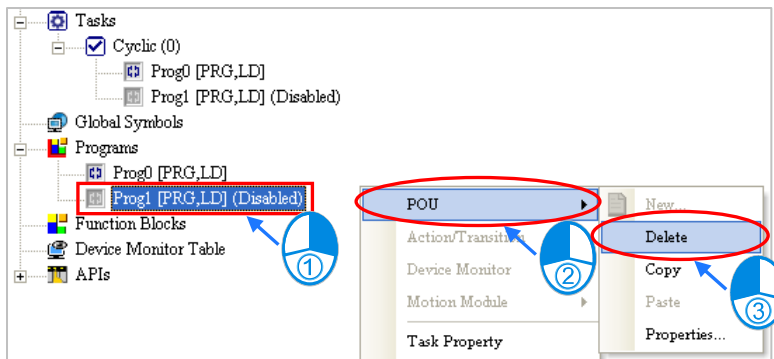 Tasks
Cyclic (0)
Prog0 [PRG,LD]
Prog1 [PRG,LD] (Disabled)
Global Symbols
Programs
Prog0 [PRG,LD]
Prog1 [PRG,LD] (Disabled)
Function Blocks
Device Monitor Table
APIs
1
POU
Action/Transition
Device Monitor
Motion Module
Task Property
2
New...
Delete
Copy
Paste
Properties...
3